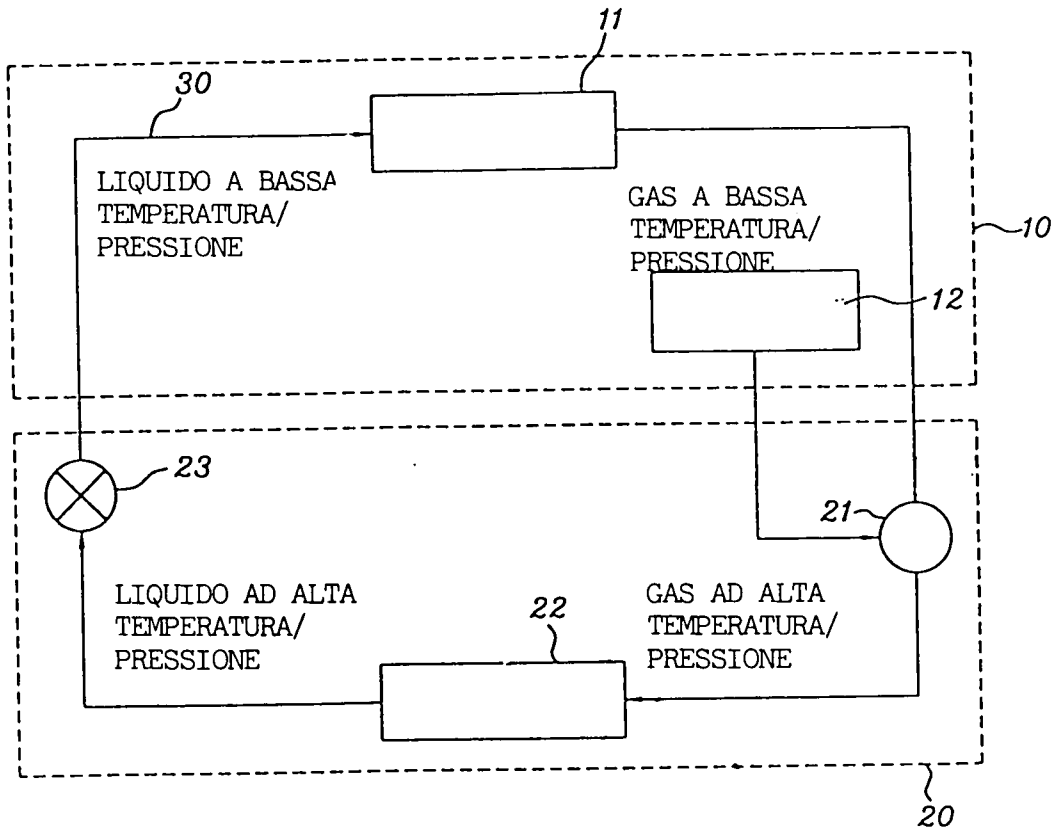 11
30
LIQUIDO A BASSA
TEMPERATURA/
PRESSIONE
GAS A BASSA
TEMPERATURA/
PRESSIONE
10
12
23
21
LIQUIDO AD ALTA
TEMPERATURA/
PRESSIONE
22
GAS AD ALTA
TEMPERATURA/
PRESSIONE
20